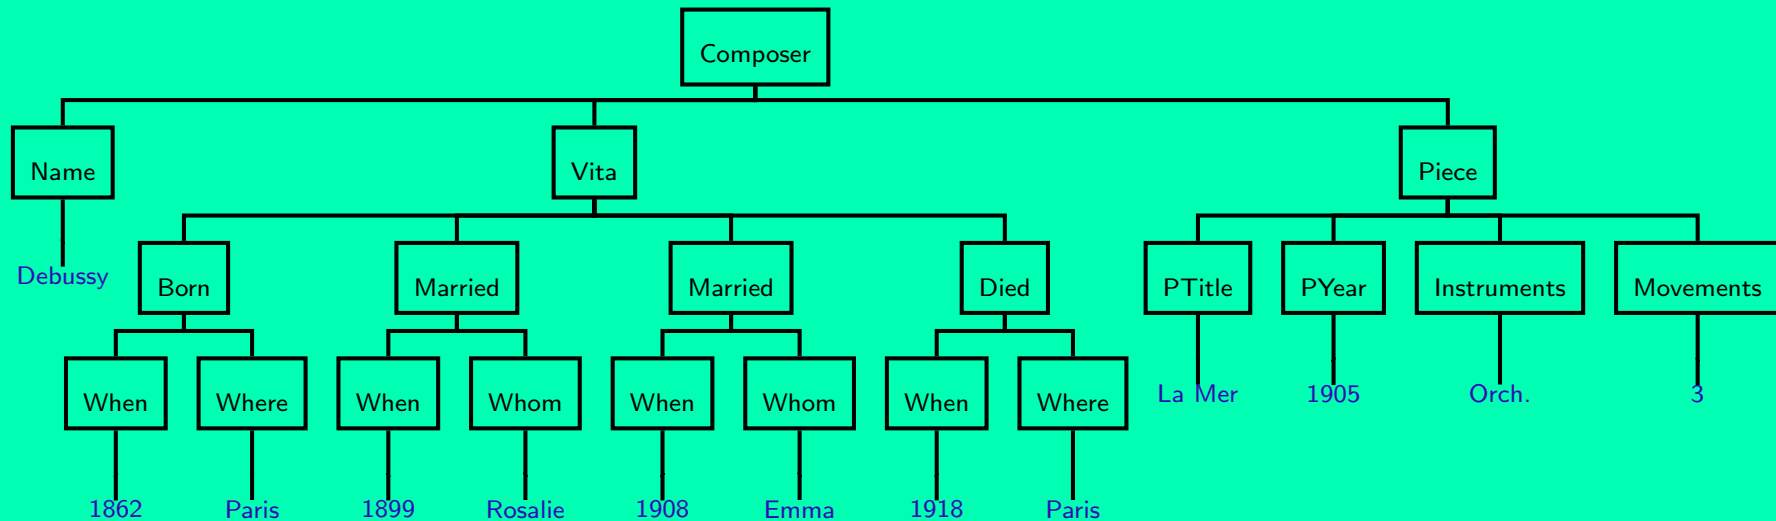 Composer
Name Vita Piece
Debussy
Born Married Married Died PTitle PYear Instruments Movements
When Where When Whom When Whom When Where La Mer 1905 Orch. 3
1862 Paris 1899 Rosalie 1908 Emma 1918 Paris